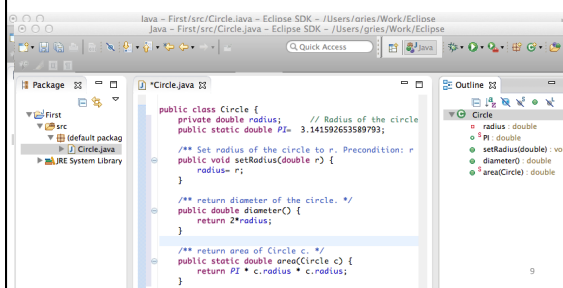 Java - First/src/Circle.java - Eclipse SDK - /Users/gries/Work/Eclipse
Java - First/src/Circle.java - Eclipse SDK - /Users/gries/Work/Eclipse
Quick Access
Java
Package
First
src
(default packag
Circle.java
JRE System Library
*Circle.java
public class Circle {
private double radius; // Radius of the circle
public static double PI= 3.141592653589793;
/** Set radius of the circle to r. Precondition: r
public void setRadius(double r) {
radius= r;
}
/** return diameter of the circle. */
public double diameter() {
return 2*radius;
}
/** return area of Circle c. */
public static double area(Circle c) {
return PI * c.radius * c.radius;
}
Outline
Circle
radius : double
PI : double
setRadius(double) : vo
diameter() : double
area(Circle) : double
9